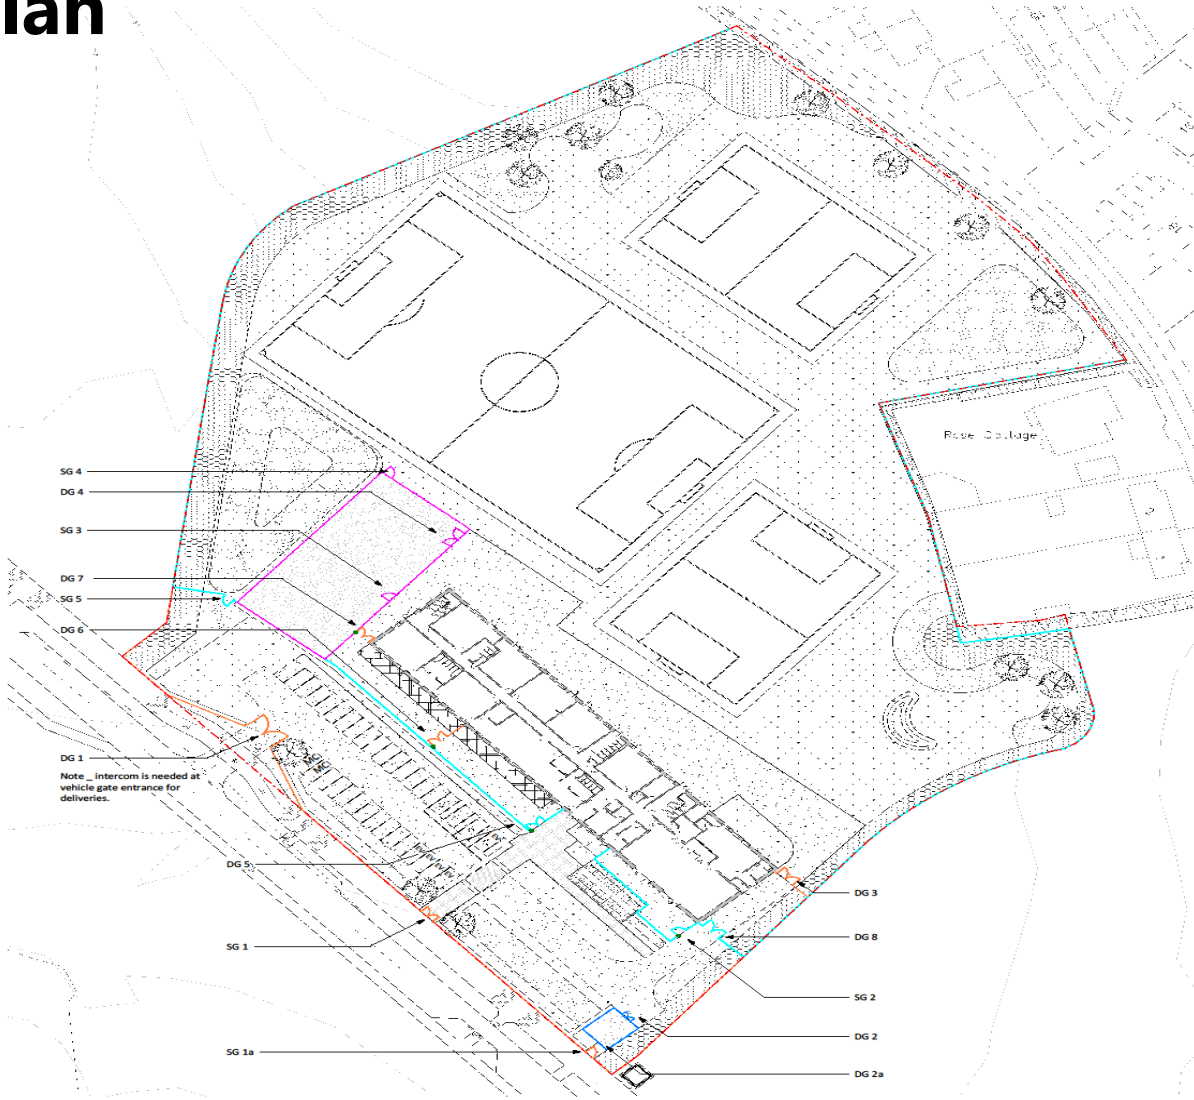 lan
SG 4
DG 4
SG 3
DG 7
SG 5
DG 6
DG 1
Note _ intercom is needed at
vehicle gate entrance for
deliveries.
DG 5
SG 1
SG 1a
DG 3
DG 8
SG 2
DG 2
DG 2a